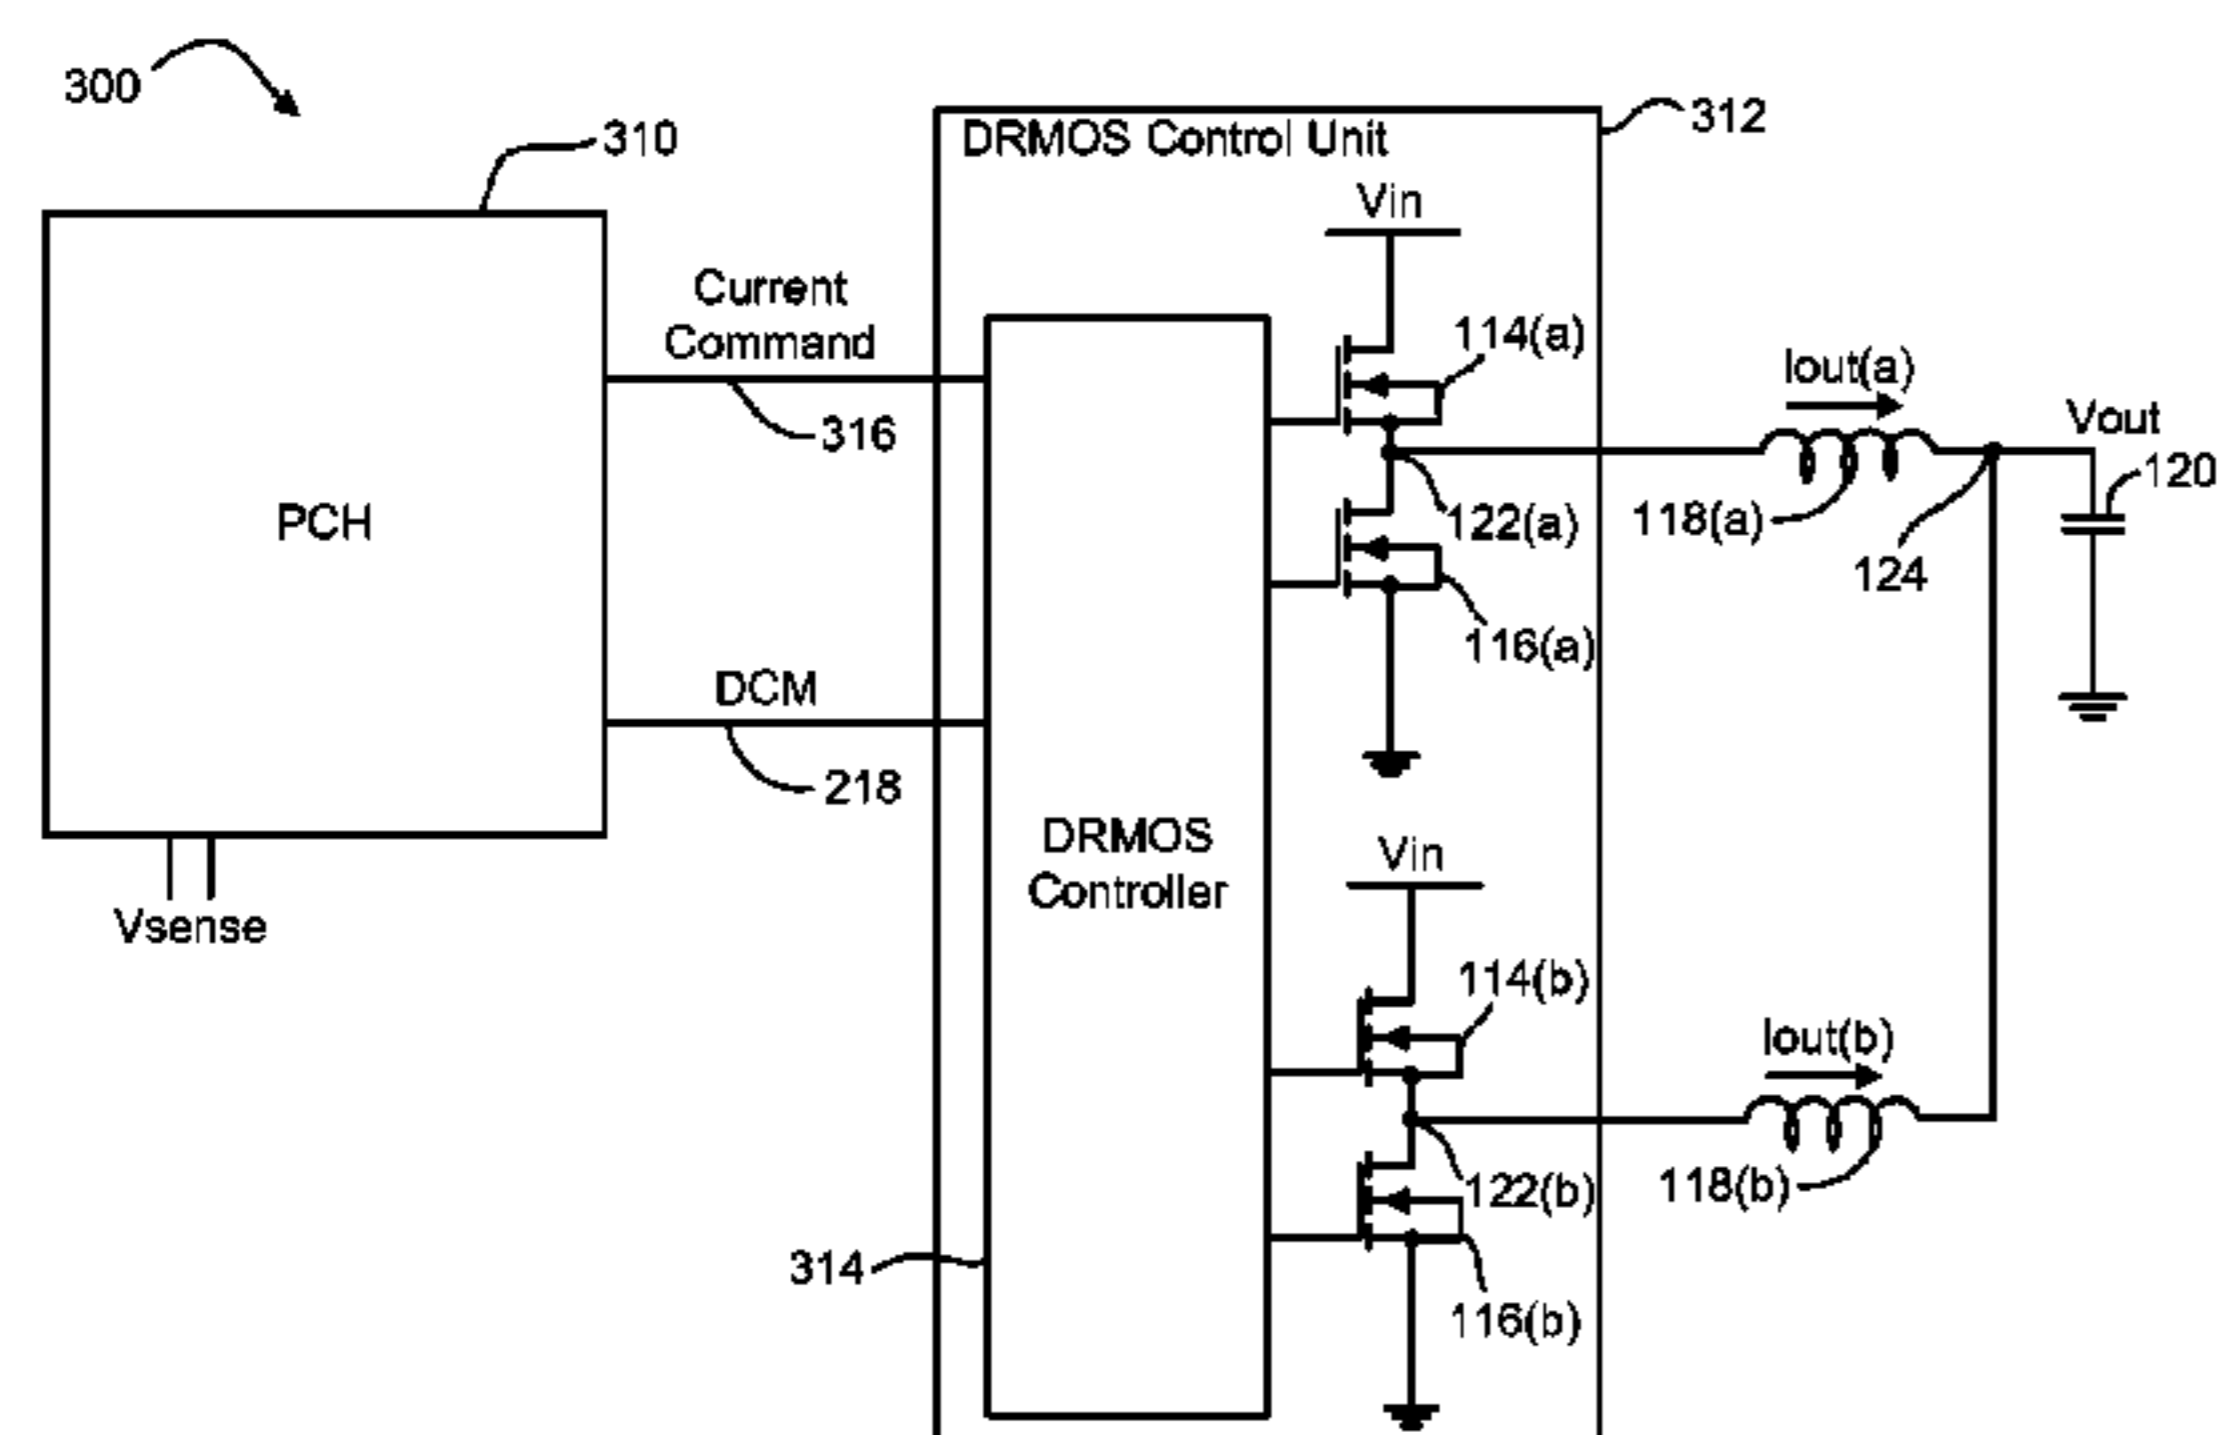 300
310
312
DRMOS Control Unit
Vin
Current
Command
114(a)
Iout(a)
Vout
316
120
PCH
122(a)
118(a)
124
116(a)
DCM
218
DRMOS
Controller
Vin
Vsense
114(b)
Iout(b)
122(b)
118(b)
314
116(b)